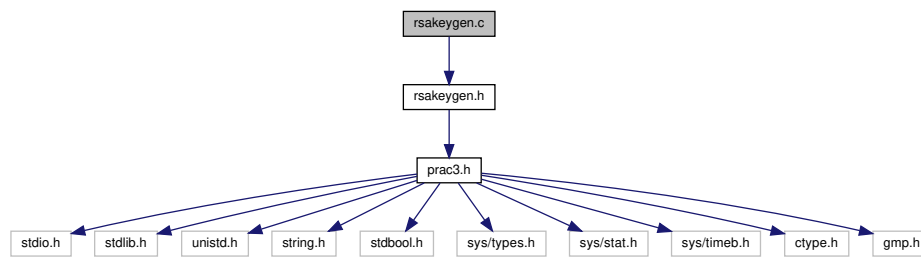 rsakeygen.c
rsakeygen.h
prac3.h
stdio.h stdlib.h unistd.h string.h stdbool.h sys/types.h sys/stat.h sys/timeb.h ctype.h gmp.h